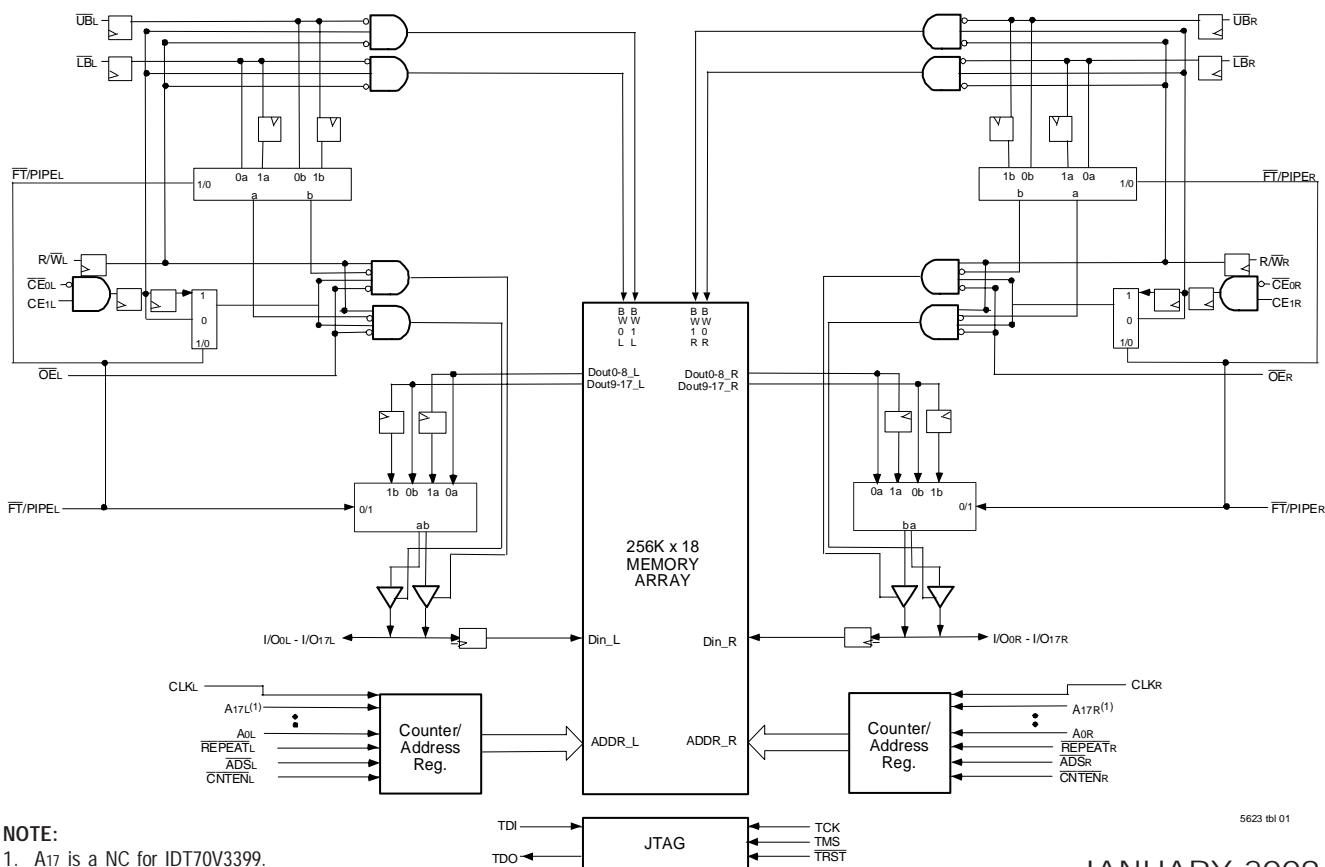 UBL
UBR
LBL
LBR
0a 1a 0b 1b
1b 0b 1a 0a
FT/PIPEL
1/0
1/0
FT/PIPER
a b
b a
R/WL
R/WR
CE0L
CE0R
CE1L
CE1R
1
0
1/0
1
0
1/0
BW0L BW1L
BW1R BW0R
OEL
OER
Dout0-8_L
Dout9-17_L
Dout0-8_R
Dout9-17_R
1b 0b 1a 0a
0a 1a 0b 1b
FT/PIPEL
0/1
0/1
FT/PIPER
ab
ba
256K x 18
MEMORY
ARRAY
I/O0L - I/O17L
Din_L
Din_R
I/O0R - I/O17R
CLKL
CLKR
A17L(1)
A17R(1)
A0L
A0R
REPEATL
REPEATR
ADSL
ADSR
CNTENL
CNTENR
Counter/
Address
Reg.
ADDR_L
ADDR_R
Counter/
Address
Reg.
5623 tbl 01
NOTE:
1. A17 is a NC for IDT70V3399.
TDI
TDO
JTAG
TCK
TMS
TRST